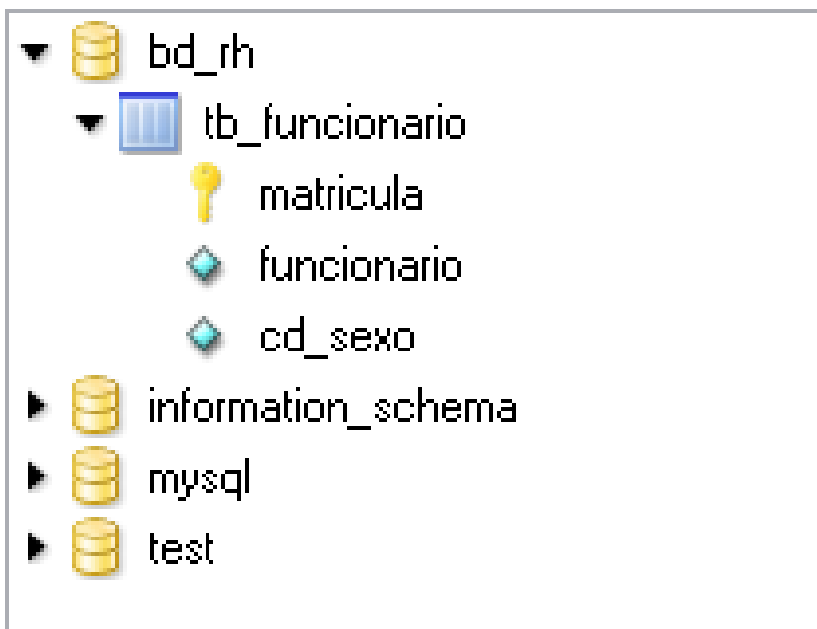 bd_rh
tb_funcionario
matricula
funcionario
cd_sexo
information_schema
mysql
test